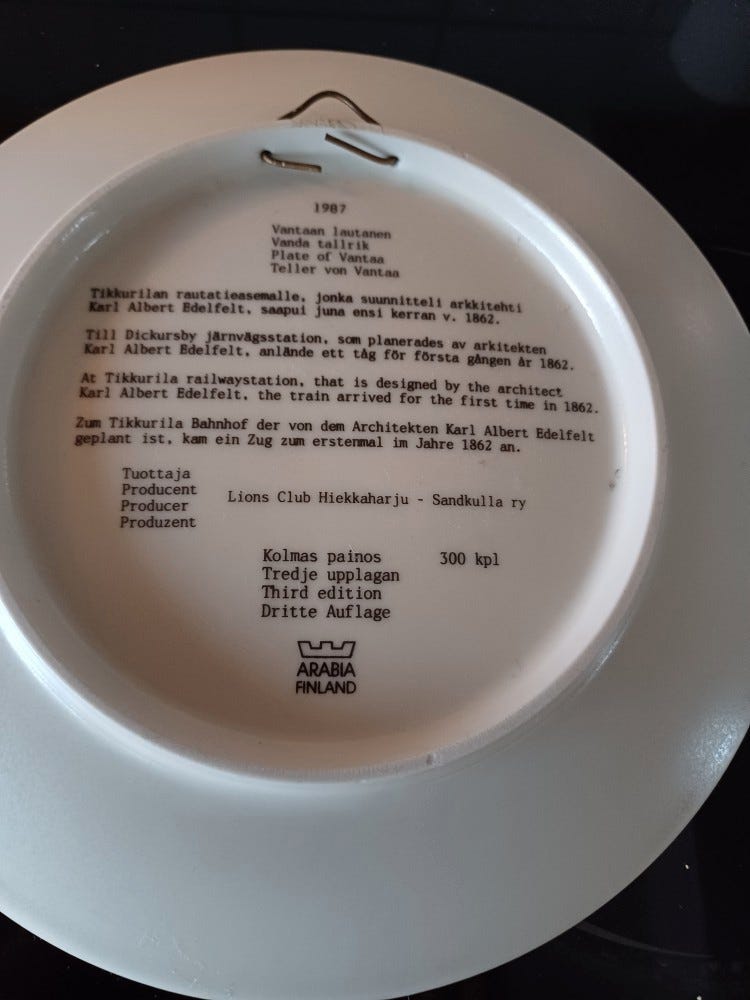 1987
Vantaan lautanen
Vanda tallrik
Plate of Vantaa
Teller von Vantaa
Tikkurilan rautatieasemalle, jonka suunnitteli arkkitehti
Karl Albert Edelfelt, saapui juna ensi kerran v. 1862.
Till Dickursby järnvägsstation, som planerades av arkitekten
Karl Albert Edelfelt, anlände ett tåg för första gången år 1862.
At Tikkurila railwaystation, that is designed by the architect
Karl Albert Edelfelt, the train arrived for the first time in 1862.
Zum Tikkurila Bahnhof der von dem Architekten Karl Albert Edelfelt
geplant ist, kam ein Zug zum erstenmal im Jahre 1862 an.
Tuottaja
Producent
Producer
Produzent
Lions Club Hiekkaharju - Sandkulla ry
Kolmas painos 300 kpl
Tredje upplagan
Third edition
Dritte Auflage
ARABIA
FINLAND